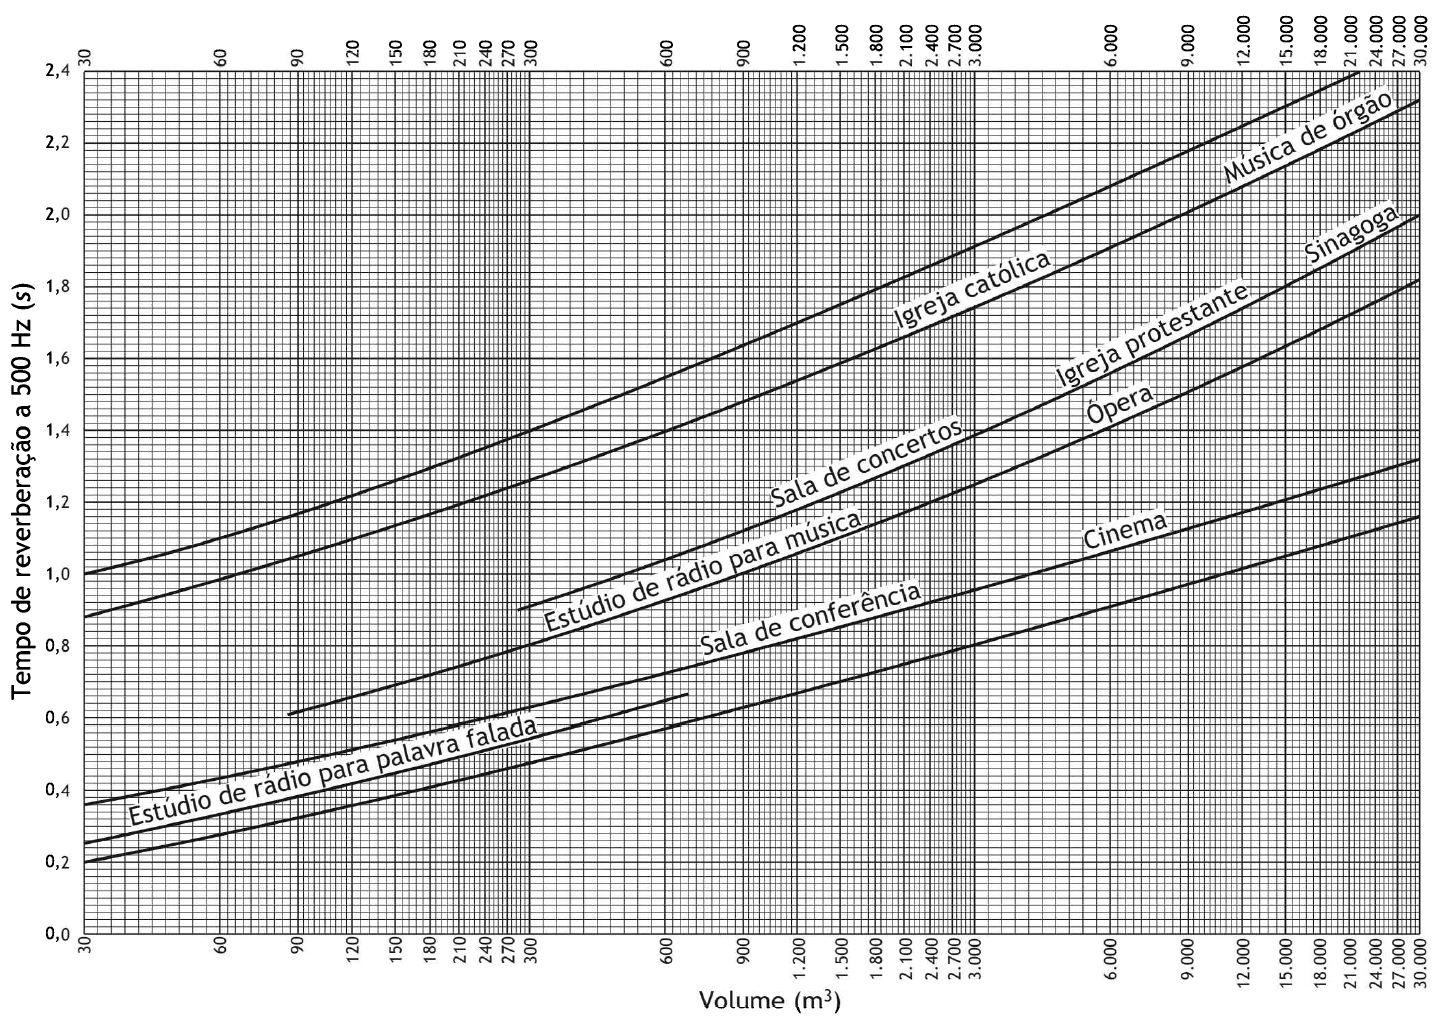 30 60 90 120 150 180 210 240 270 300 600 900 1.200 1.500 1.800 2.100 2.400 2.700 3.000 6.000 9.000 12.000 15.000 18.000 21.000 24.000 27.000 30.000
2,4
2,2
2,0
1,8
1,6
1,4
1,2
1,0
0,8
0,6
0,4
0,2
0,0
Tempo de reverberação a 500 Hz (s)
Música de órgão
Sinagoga
Igreja católica
Igreja protestante
Ópera
Sala de concertos
Estúdio de rádio para música
Cinema
Sala de conferência
Estúdio de rádio para palavra falada
30 60 90 120 150 180 210 240 270 300 600 900 1.200 1.500 1.800 2.100 2.400 2.700 3.000 6.000 9.000 12.000 15.000 18.000 21.000 24.000 27.000 30.000
Volume (m³)